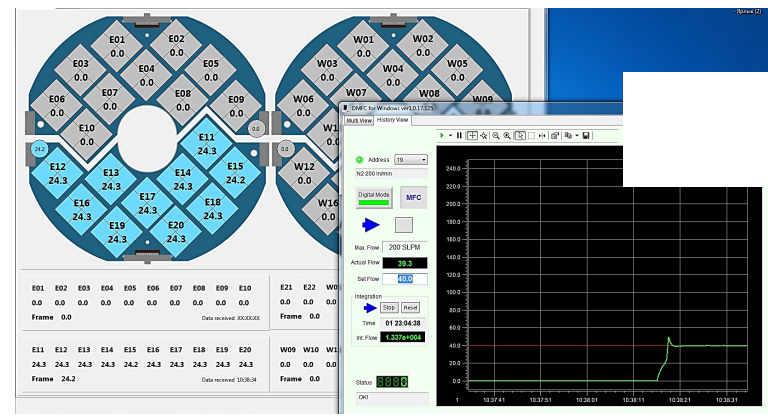 - Ярлык (2)
E01
0.0
E02
0.0
E03
0.0
E04
0.0
E05
0.0
E06
0.0
E07
0.0
E08
0.0
E09
0.0
E10
0.0
0.0
24.2
E11
24.3
E12
24.3
E13
24.3
E14
24.3
E15
24.2
E16
24.3
E17
24.3
E18
24.3
E19
24.3
E20
24.3
W01
0.0
W02
0.0
W03
0.0
W04
0.0
W05
0.0
W06
0.0
W07
W08
W09
0.0
W12
0.0
W16
0.0
E01 E02 E03 E04 E05 E06 E07 E08 E09 E10
0.0 0.0 0.0 0.0 0.0 0.0 0.0 0.0 0.0 0.0
Frame 0.0 Data received XX:XX:XX
E11 E12 E13 E14 E15 E16 E17 E18 E19 E20
24.3 24.3 24.3 24.3 24.2 24.3 24.3 24.3 24.3 24.3
Frame 24.2 Data received 10:38:34
E21 E22
0.0 0.0 0.0
Frame 0.0
W09 W10
0.0 0.0 0.0
Frame 0.0
DMFC for Windows ver3.0.17.125
Multi View History View
Address 19
N2 200 ln/min
Digital Mode
MFC
Max. Flow 200 SLPM
Actual Flow 39.3
Set Flow 40.0
Integration
Stop Reset
Time 01 23:04:38
Int. Flow 1.337e+004
Status
OK!
240.0
220.0
200.0
180.0
160.0
140.0
120.0
100.0
80.0
60.0
40.0
20.0
0.0
1 10:37:41 10:37:51 10:38:01 10:38:11 10:38:21 10:38:31